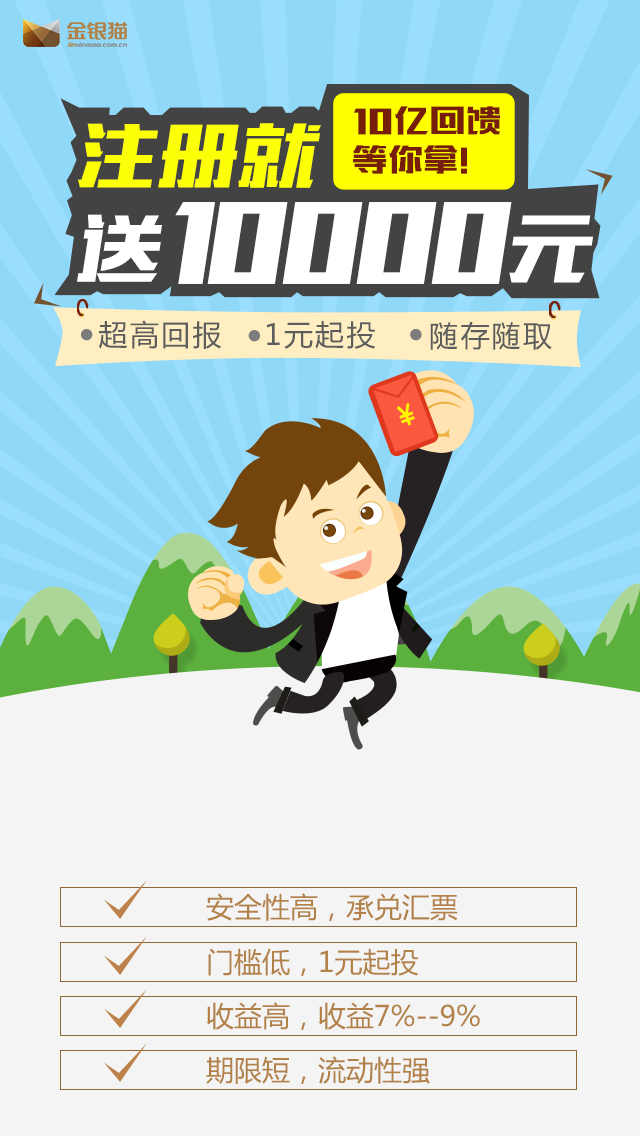 金银猫
Jinyinmao.com.cn
10亿回馈
等你拿!
注册就
送10000元
•超高回报 •1元起投 •随存随取
¥
安全性高，承兑汇票
门槛低，1元起投
收益高，收益7%--9%
期限短，流动性强